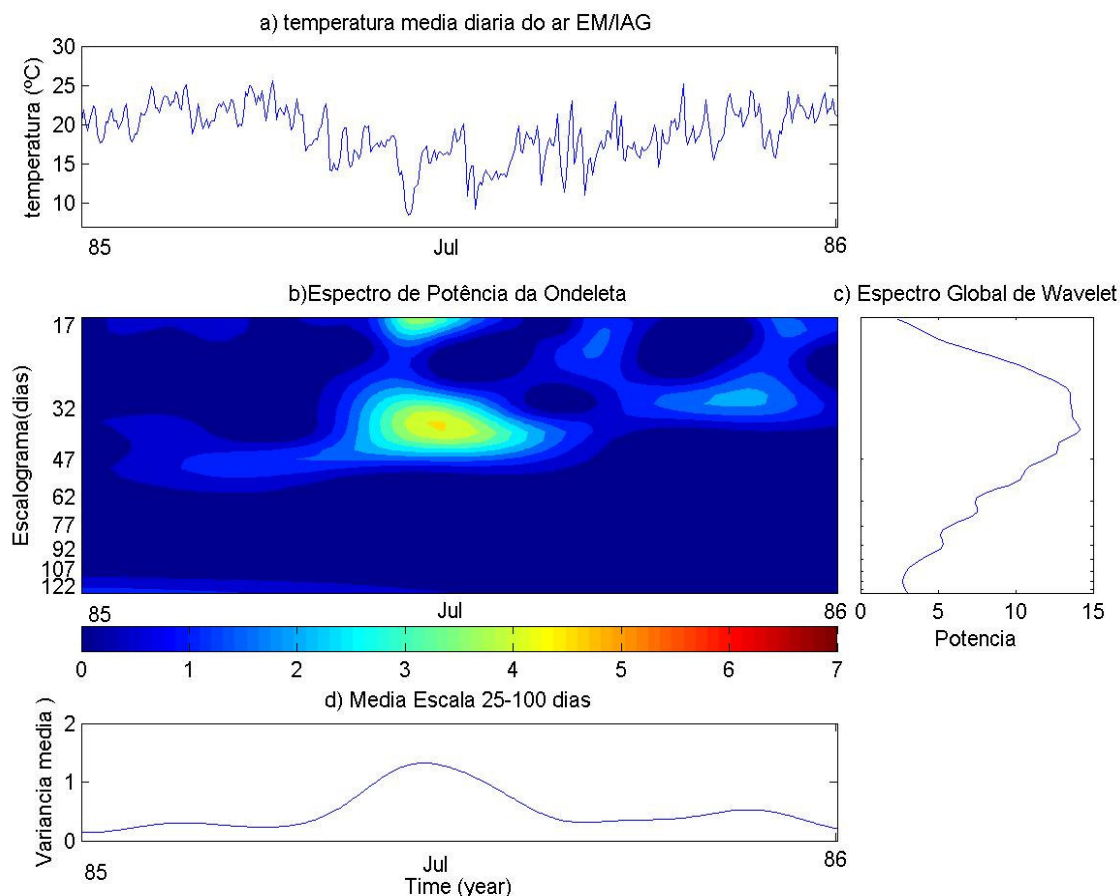 a) temperatura media diaria do ar EM/IAG
temperatura (ºC)
30
25
20
15
10
85
Jul
86
b)Espectro de Potência da Ondeleta
Escalograma(dias)
17
32
47
62
77
92
107
122
85
Jul
86
c) Espectro Global de Wavelet
0
5
10
15
Potencia
0
1
2
3
4
5
6
7
d) Media Escala 25-100 dias
Variancia media )
2
1
0
85
Jul
86
Time (year)